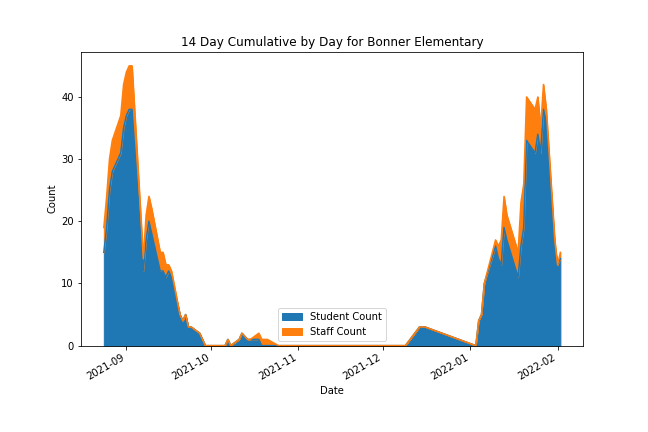 14 Day Cumulative by Day for Bonner Elementary
Count
40
30
20
10
0
Student Count
Staff Count
2021-09
2021-10
2021-11
2021-12
2022-01
2022-02
Date